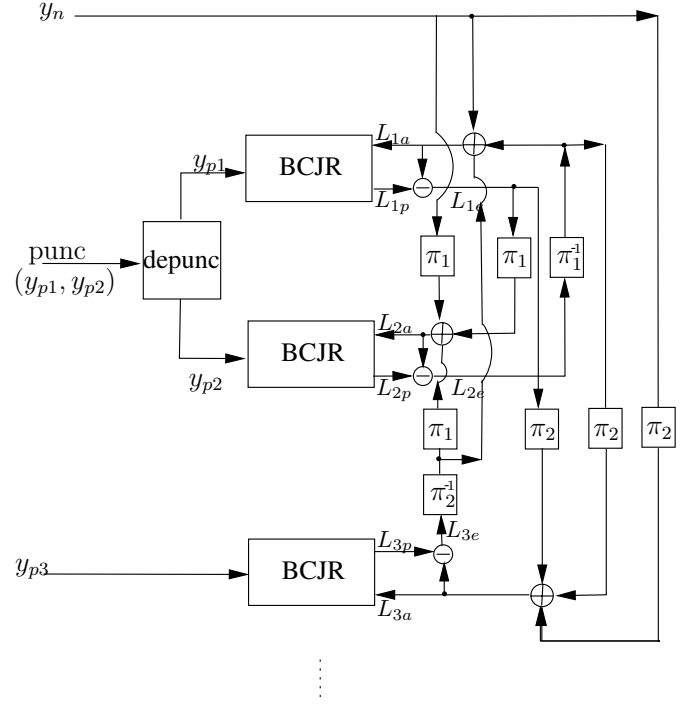 y_n
L_{1a}
BCJR
y_{p1}
L_{1p}
L_{1e}
punc
(y_{p1}, y_{p2})
depunc
π_1
π_1
π_1^{-1}
L_{2a}
BCJR
y_{p2}
L_{2p}
L_{2e}
π_1
π_2
π_2
π_2
π_2^{-1}
L_{3e}
L_{3p}
BCJR
y_{p3}
L_{3a}